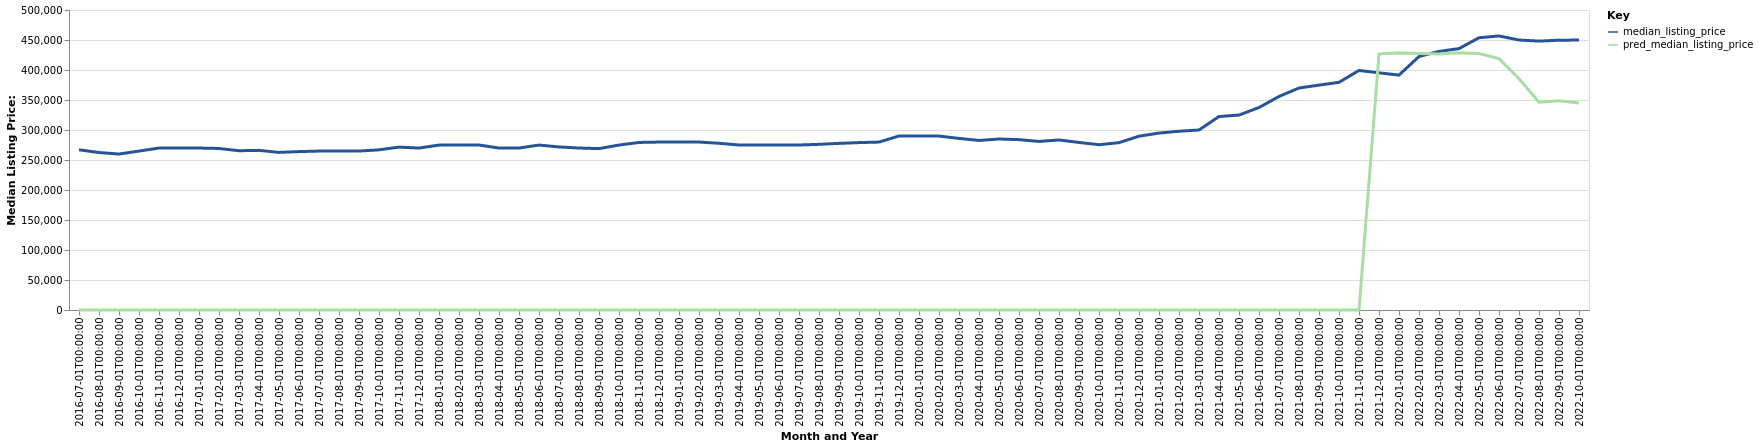 500,000
450,000
400,000
350,000
300,000
250,000
200,000
150,000
100,000
50,000
0
Median Listing Price:
2016-07-01T00:00:00
2016-08-01T00:00:00
2016-09-01T00:00:00
2016-10-01T00:00:00
2016-11-01T00:00:00
2016-12-01T00:00:00
2017-01-01T00:00:00
2017-02-01T00:00:00
2017-03-01T00:00:00
2017-04-01T00:00:00
2017-05-01T00:00:00
2017-06-01T00:00:00
2017-07-01T00:00:00
2017-08-01T00:00:00
2017-09-01T00:00:00
2017-10-01T00:00:00
2017-11-01T00:00:00
2017-12-01T00:00:00
2018-01-01T00:00:00
2018-02-01T00:00:00
2018-03-01T00:00:00
2018-04-01T00:00:00
2018-05-01T00:00:00
2018-06-01T00:00:00
2018-07-01T00:00:00
2018-08-01T00:00:00
2018-09-01T00:00:00
2018-10-01T00:00:00
2018-11-01T00:00:00
2018-12-01T00:00:00
2019-01-01T00:00:00
2019-02-01T00:00:00
2019-03-01T00:00:00
2019-04-01T00:00:00
2019-05-01T00:00:00
2019-06-01T00:00:00
2019-07-01T00:00:00
2019-08-01T00:00:00
2019-09-01T00:00:00
2019-10-01T00:00:00
2019-11-01T00:00:00
2019-12-01T00:00:00
2020-01-01T00:00:00
2020-02-01T00:00:00
2020-03-01T00:00:00
2020-04-01T00:00:00
2020-05-01T00:00:00
2020-06-01T00:00:00
2020-07-01T00:00:00
2020-08-01T00:00:00
2020-09-01T00:00:00
2020-10-01T00:00:00
2020-11-01T00:00:00
2020-12-01T00:00:00
2021-01-01T00:00:00
2021-02-01T00:00:00
2021-03-01T00:00:00
2021-04-01T00:00:00
2021-05-01T00:00:00
2021-06-01T00:00:00
2021-07-01T00:00:00
2021-08-01T00:00:00
2021-09-01T00:00:00
2021-10-01T00:00:00
2021-11-01T00:00:00
2021-12-01T00:00:00
2022-01-01T00:00:00
2022-02-01T00:00:00
2022-03-01T00:00:00
2022-04-01T00:00:00
2022-05-01T00:00:00
2022-06-01T00:00:00
2022-07-01T00:00:00
2022-08-01T00:00:00
2022-09-01T00:00:00
2022-10-01T00:00:00
Month and Year
Key
median_listing_price
pred_median_listing_price